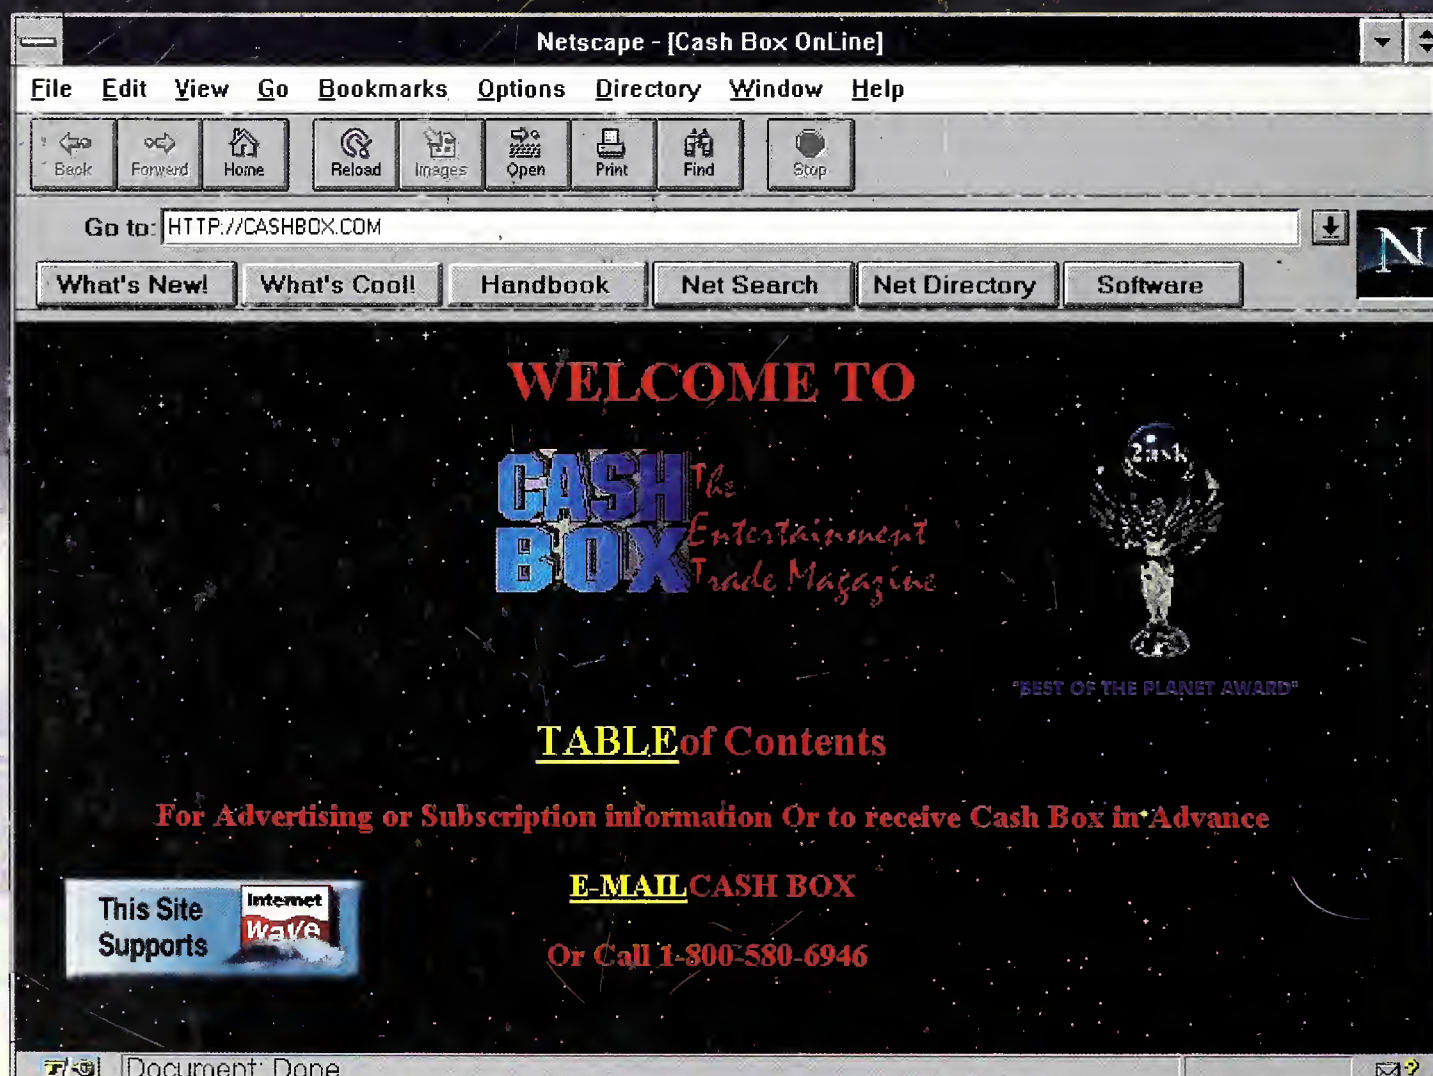 Netscape - [Cash Box OnLine]
File Edit View Go Bookmarks Options Directory Window Help
Back Forward Home Reload Images Open Print Find Stop
Go to: HTTP://CASHBOX.COM
N
What's New! What's Cool! Handbook Net Search Net Directory Software
WELCOME TO
CASH BOX
The
Entertainment
Trade Magazine
2ask
"BEST OF THE PLANET AWARD"
TABLE of Contents
For Advertising or Subscription information Or to receive Cash Box in Advance
E-MAIL CASH BOX
Or Call 1-800-580-6946
This Site
Supports
Internet
Wave
Document: Done